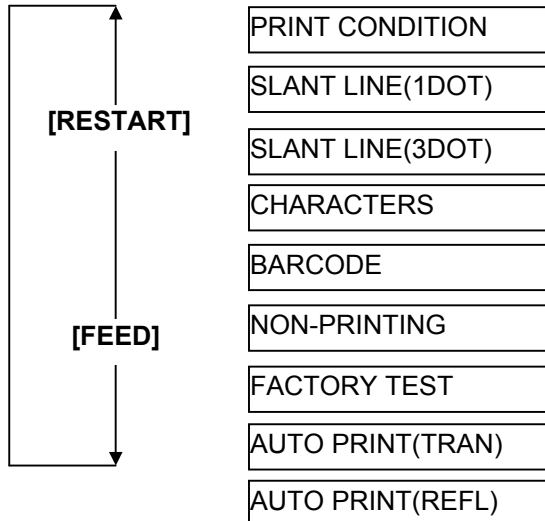 PRINT CONDITION
SLANT LINE(1DOT)
[RESTART]
SLANT LINE(3DOT)
CHARACTERS
BARCODE
[FEED]
NON-PRINTING
FACTORY TEST
AUTO PRINT(TRAN)
AUTO PRINT(REFL)